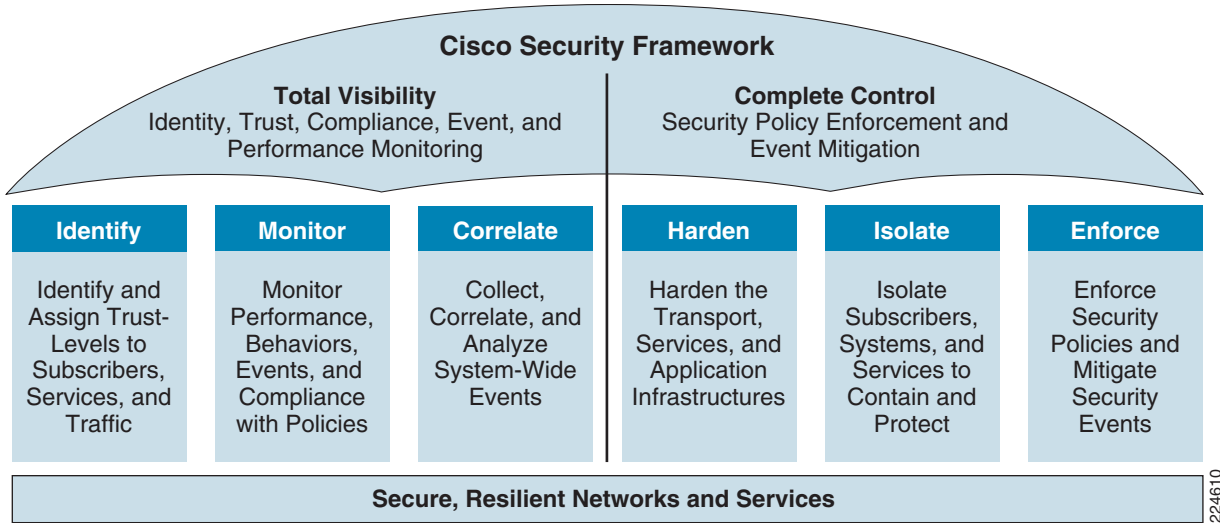 Cisco Security Framework
Total Visibility
Identity, Trust, Compliance, Event, and
Performance Monitoring
Complete Control
Security Policy Enforcement and
Event Mitigation
Identify
Identify and
Assign Trust-
Levels to
Subscribers,
Services, and
Traffic
Monitor
Monitor
Performance,
Behaviors,
Events, and
Compliance
with Policies
Correlate
Collect,
Correlate, and
Analyze
System-Wide
Events
Harden
Harden the
Transport,
Services, and
Application
Infrastructures
Isolate
Isolate
Subscribers,
Systems, and
Services to
Contain and
Protect
Enforce
Enforce
Security
Policies and
Mitigate
Security
Events
Secure, Resilient Networks and Services
224610